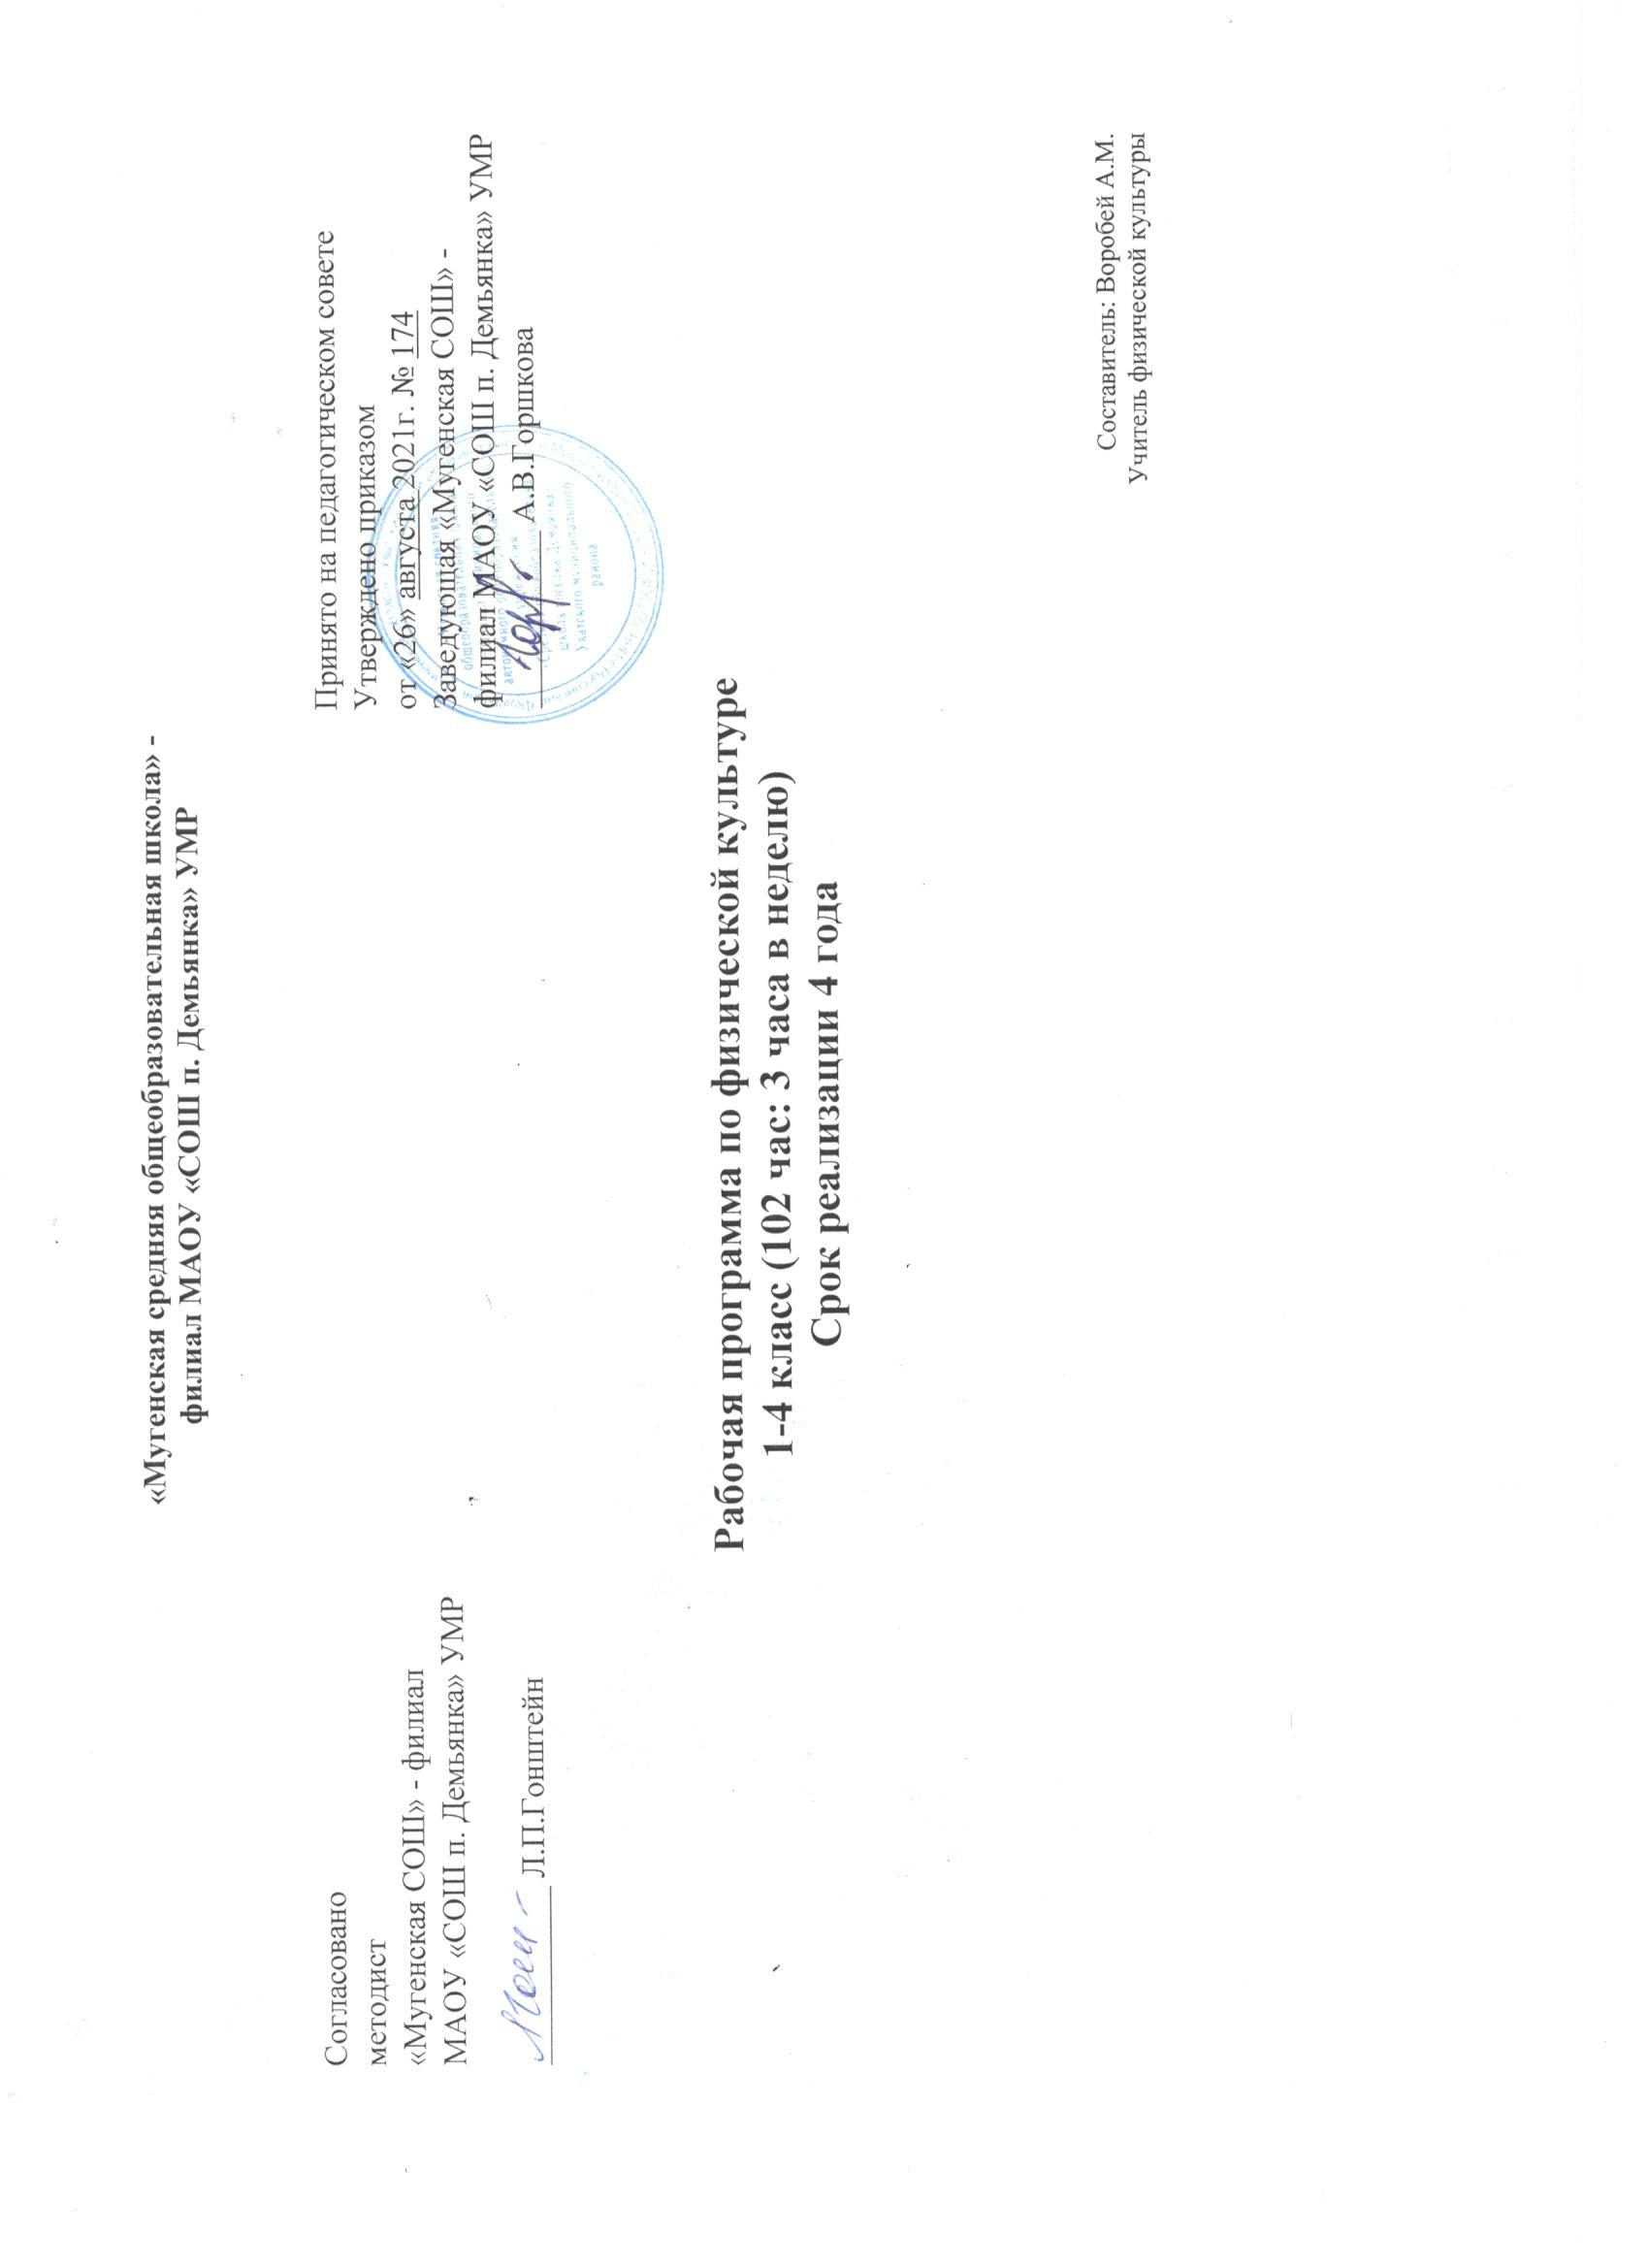 «Мугенская средняя общеобразовательная школа» -
филиал МАОУ «СОШ п. Демьянка» УМР
Согласовано
методист
«Мугенская СОШ» - филиал
МАОУ «СОШ п. Демьянка» УМР
Л.П.Гонштейн
Принято на педагогическом совете
Утверждено приказом
от «26» августа 2021г. № 174
Заведующая «Мугенская СОШ» -
филиал МАОУ «СОШ п. Демьянка» УМР
А.В.Горшкова
Рабочая программа по физической культуре
1-4 класс (102 час: 3 часа в неделю)
Срок реализации 4 года
Составитель: Воробей А.М.
Учитель физической культуры